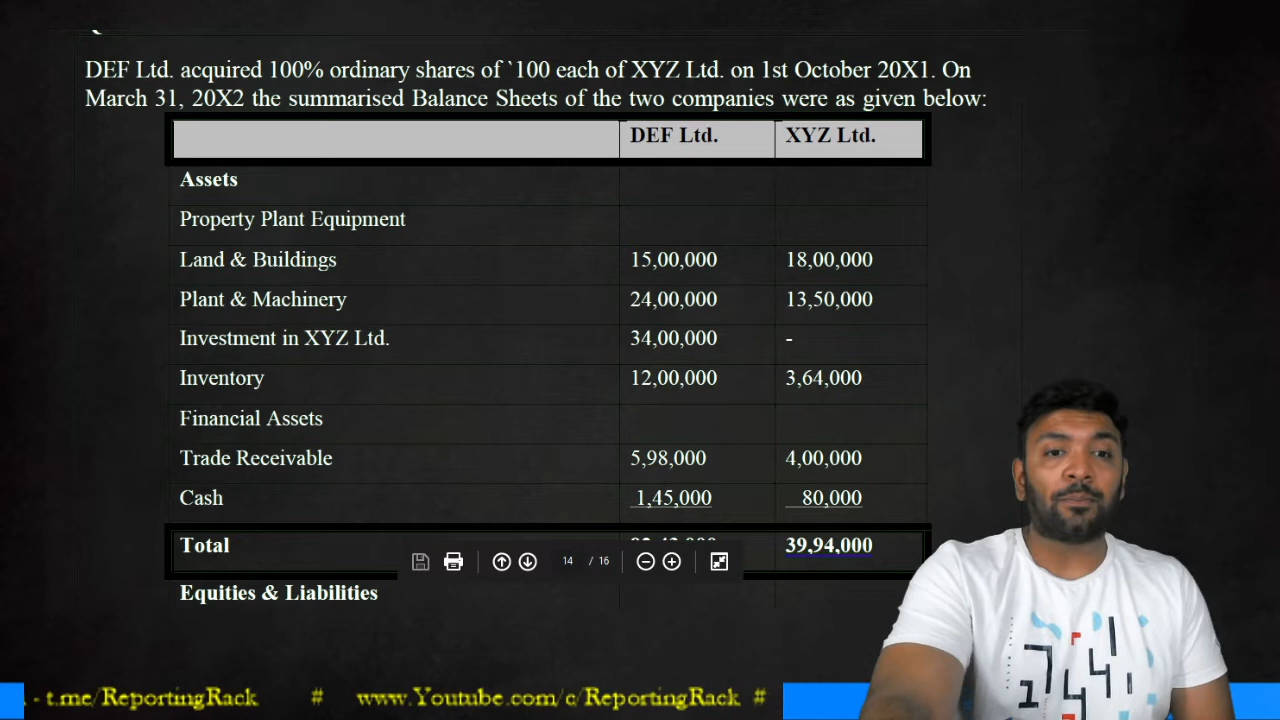 DEF Ltd. acquired 100% ordinary shares of `100 each of XYZ Ltd. on 1st October 20X1. On
March 31, 20X2 the summarised Balance Sheets of the two companies were as given below:
DEF Ltd. XYZ Ltd.
Assets
Property Plant Equipment
Land & Buildings 15,00,000 18,00,000
Plant & Machinery 24,00,000 13,50,000
Investment in XYZ Ltd. 34,00,000 -
Inventory 12,00,000 3,64,000
Financial Assets
Trade Receivable 5,98,000 4,00,000
Cash 1,45,000 80,000
Total 39,94,000
14 / 16
Equities & Liabilities
- t.me/ReportingRack # www.Youtube.com/c/ReportingRack #